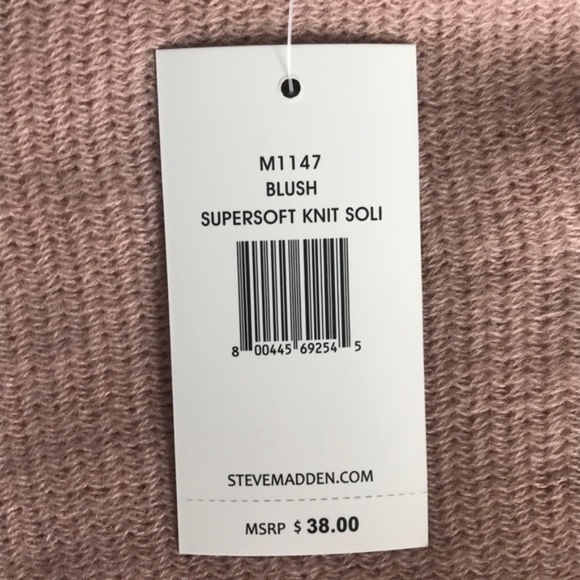 M1147
BLUSH
SUPERSOFT KNIT SOLI
8 00445 69254 5
STEVEMADDEN.COM
MSRP $ 38.00